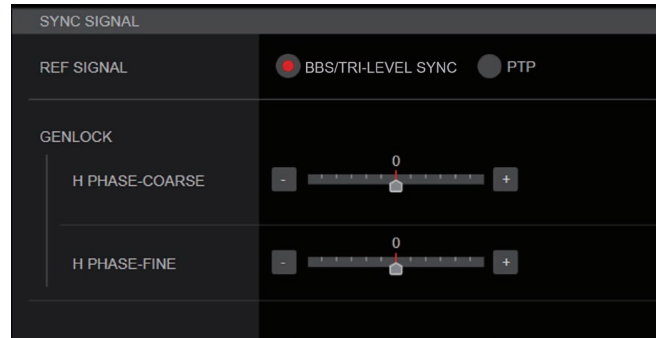 SYNC SIGNAL
REF SIGNAL BBS/TRI-LEVEL SYNC PTP
GENLOCK
0
H PHASE-COARSE - +
0
H PHASE-FINE - +